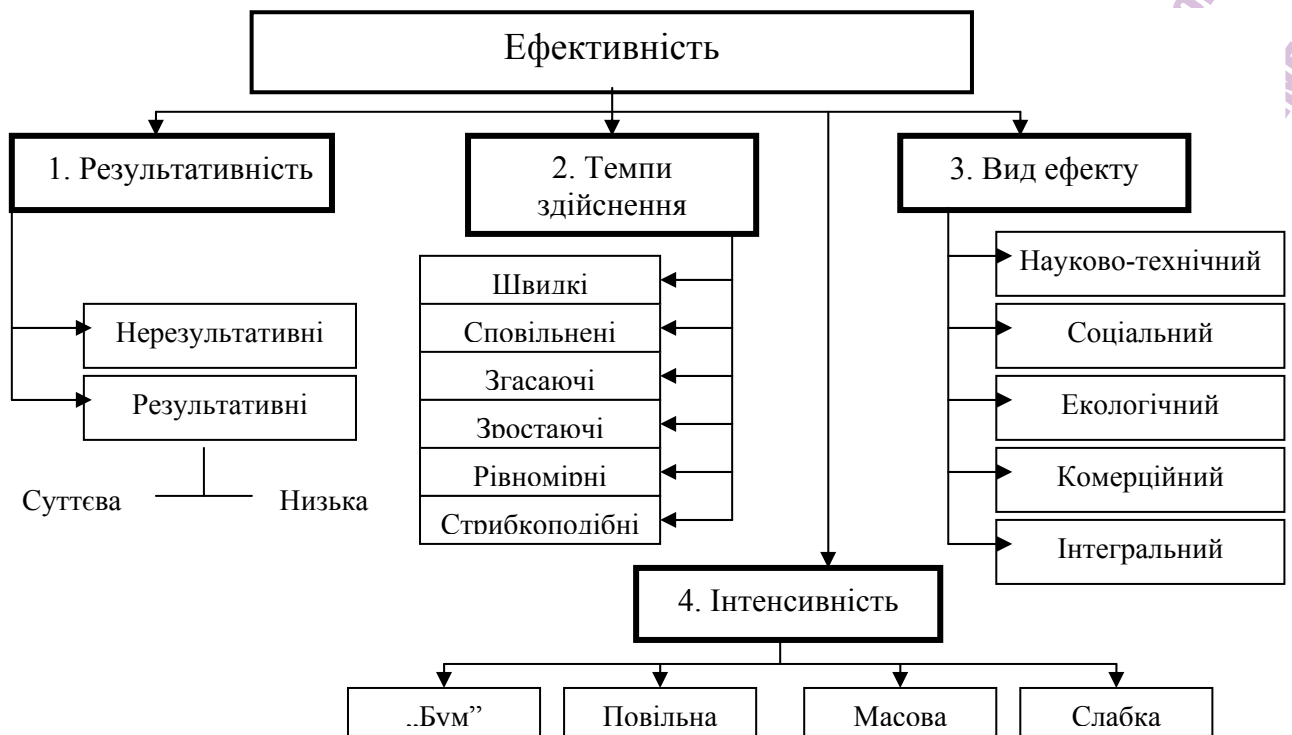 Ефективність
1. Результативність
2. Темпи
здійснення
3. Вид ефекту
Нерезультативні
Результативні
Суттєва
Низька
Швидкі
Сповільнені
Згасаючі
Зростаючі
Рівномірні
Стрибкоподібні
Науково-технічний
Соціальний
Екологічний
Комерційний
Інтегральний
4. Інтенсивність
„Бум”
Повільна
Масова
Слабка